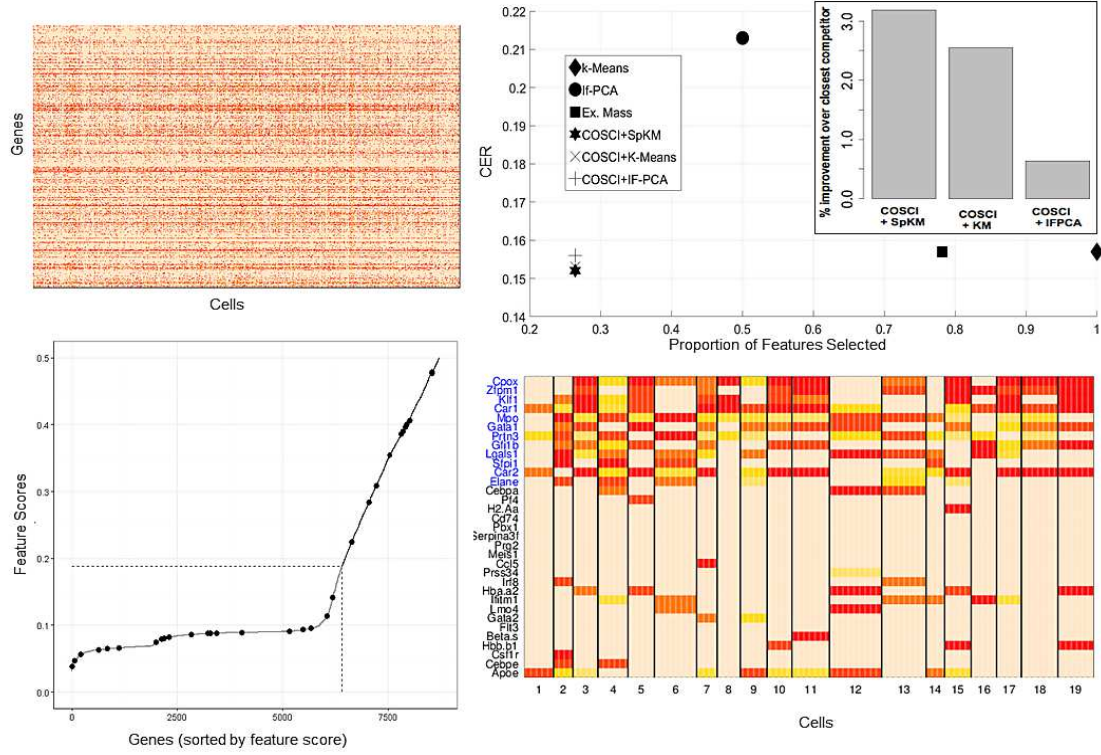 Genes
Cells
0.22
0.21
0.2
0.19
0.18
0.17
0.16
0.15
0.14
CER
k-Means
If-PCA
Ex. Mass
COSCI+SpKM
COSCI+K-Means
COSCI+IF-PCA
0.2 0.3 0.4 0.5 0.6 0.7 0.8 0.9 1
Proportion of Features Selected
% improvement over closest competitor
3.0
2.0
1.0
0.0
COSCI COSCI COSCI
+ SpKM + KM + IFPCA
Feature Scores
0.5
0.4
0.3
0.2
0.1
0.0
0 2500 5000 7500
Genes (sorted by feature score)
Cpox
Zfpm1
Klf1
Car1
Mpo
Gata1
Prtn3
Gfi1b
Lgals1
Sfpi1
Car2
Elane
Cebpa
Pf4
H2.Aa
Cd74
Pbx1
Serpina3f
Prg2
Meis1
Ccl5
Prss34
Irf8
Hba.a2
Ifitm1
Lmo4
Gata2
Flt3
Beta.s
Hbb.b1
Csf1r
Cebpe
Apoe
1 2 3 4 5 6 7 8 9 10 11 12 13 14 15 16 17 18 19
Cells